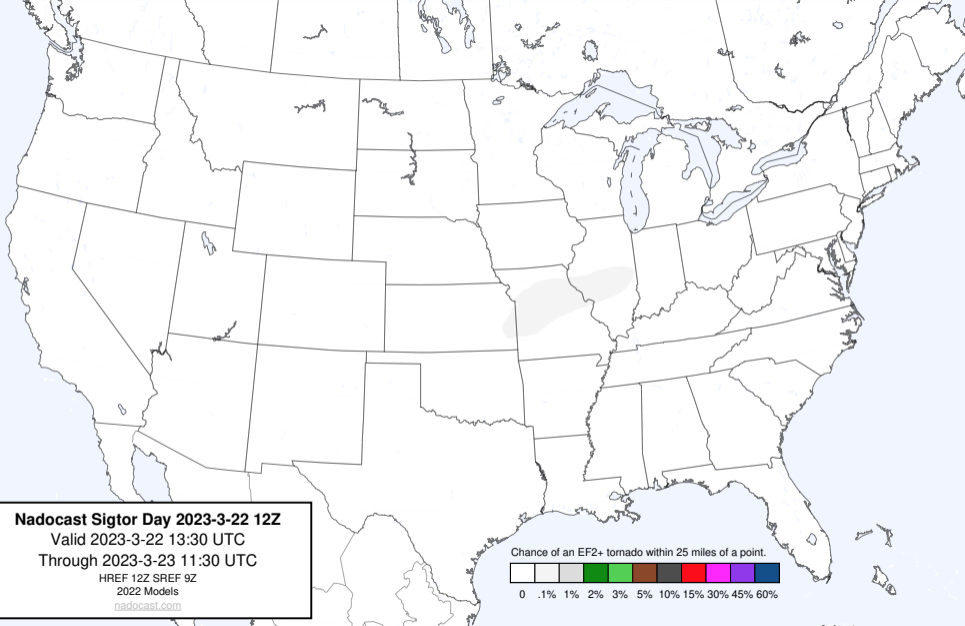 Nadocast Sigtor Day 2023-3-22 12Z
Valid 2023-3-22 13:30 UTC
Through 2023-3-23 11:30 UTC
HREF 12Z SREF 9Z
2022 Models
nadocast.com
Chance of an EF2+ tornado within 25 miles of a point.
0 .1% 1% 2% 3% 5% 10% 15% 30% 45% 60%